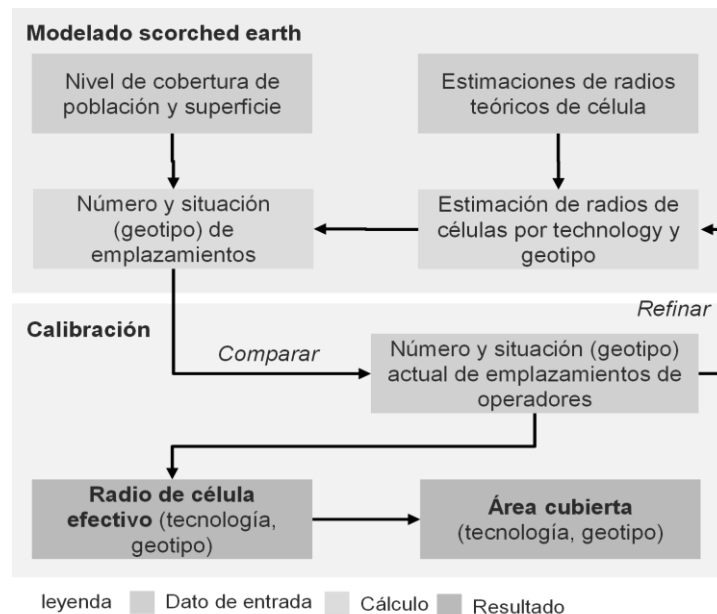 Modelado scorched earth
Nivel de cobertura de
población y superficie
Estimaciones de radios
teóricos de célula
Número y situación
(geotipo) de
emplazamientos
Estimación de radios de
células por technology y
geotipo
Refinar
Calibración
Comparar
Número y situación (geotipo)
actual de emplazamientos de
operadores
Radio de célula
efectivo (tecnología,
geotipo)
Área cubierta
(tecnología, geotipo)
leyenda Dato de entrada Cálculo Resultado